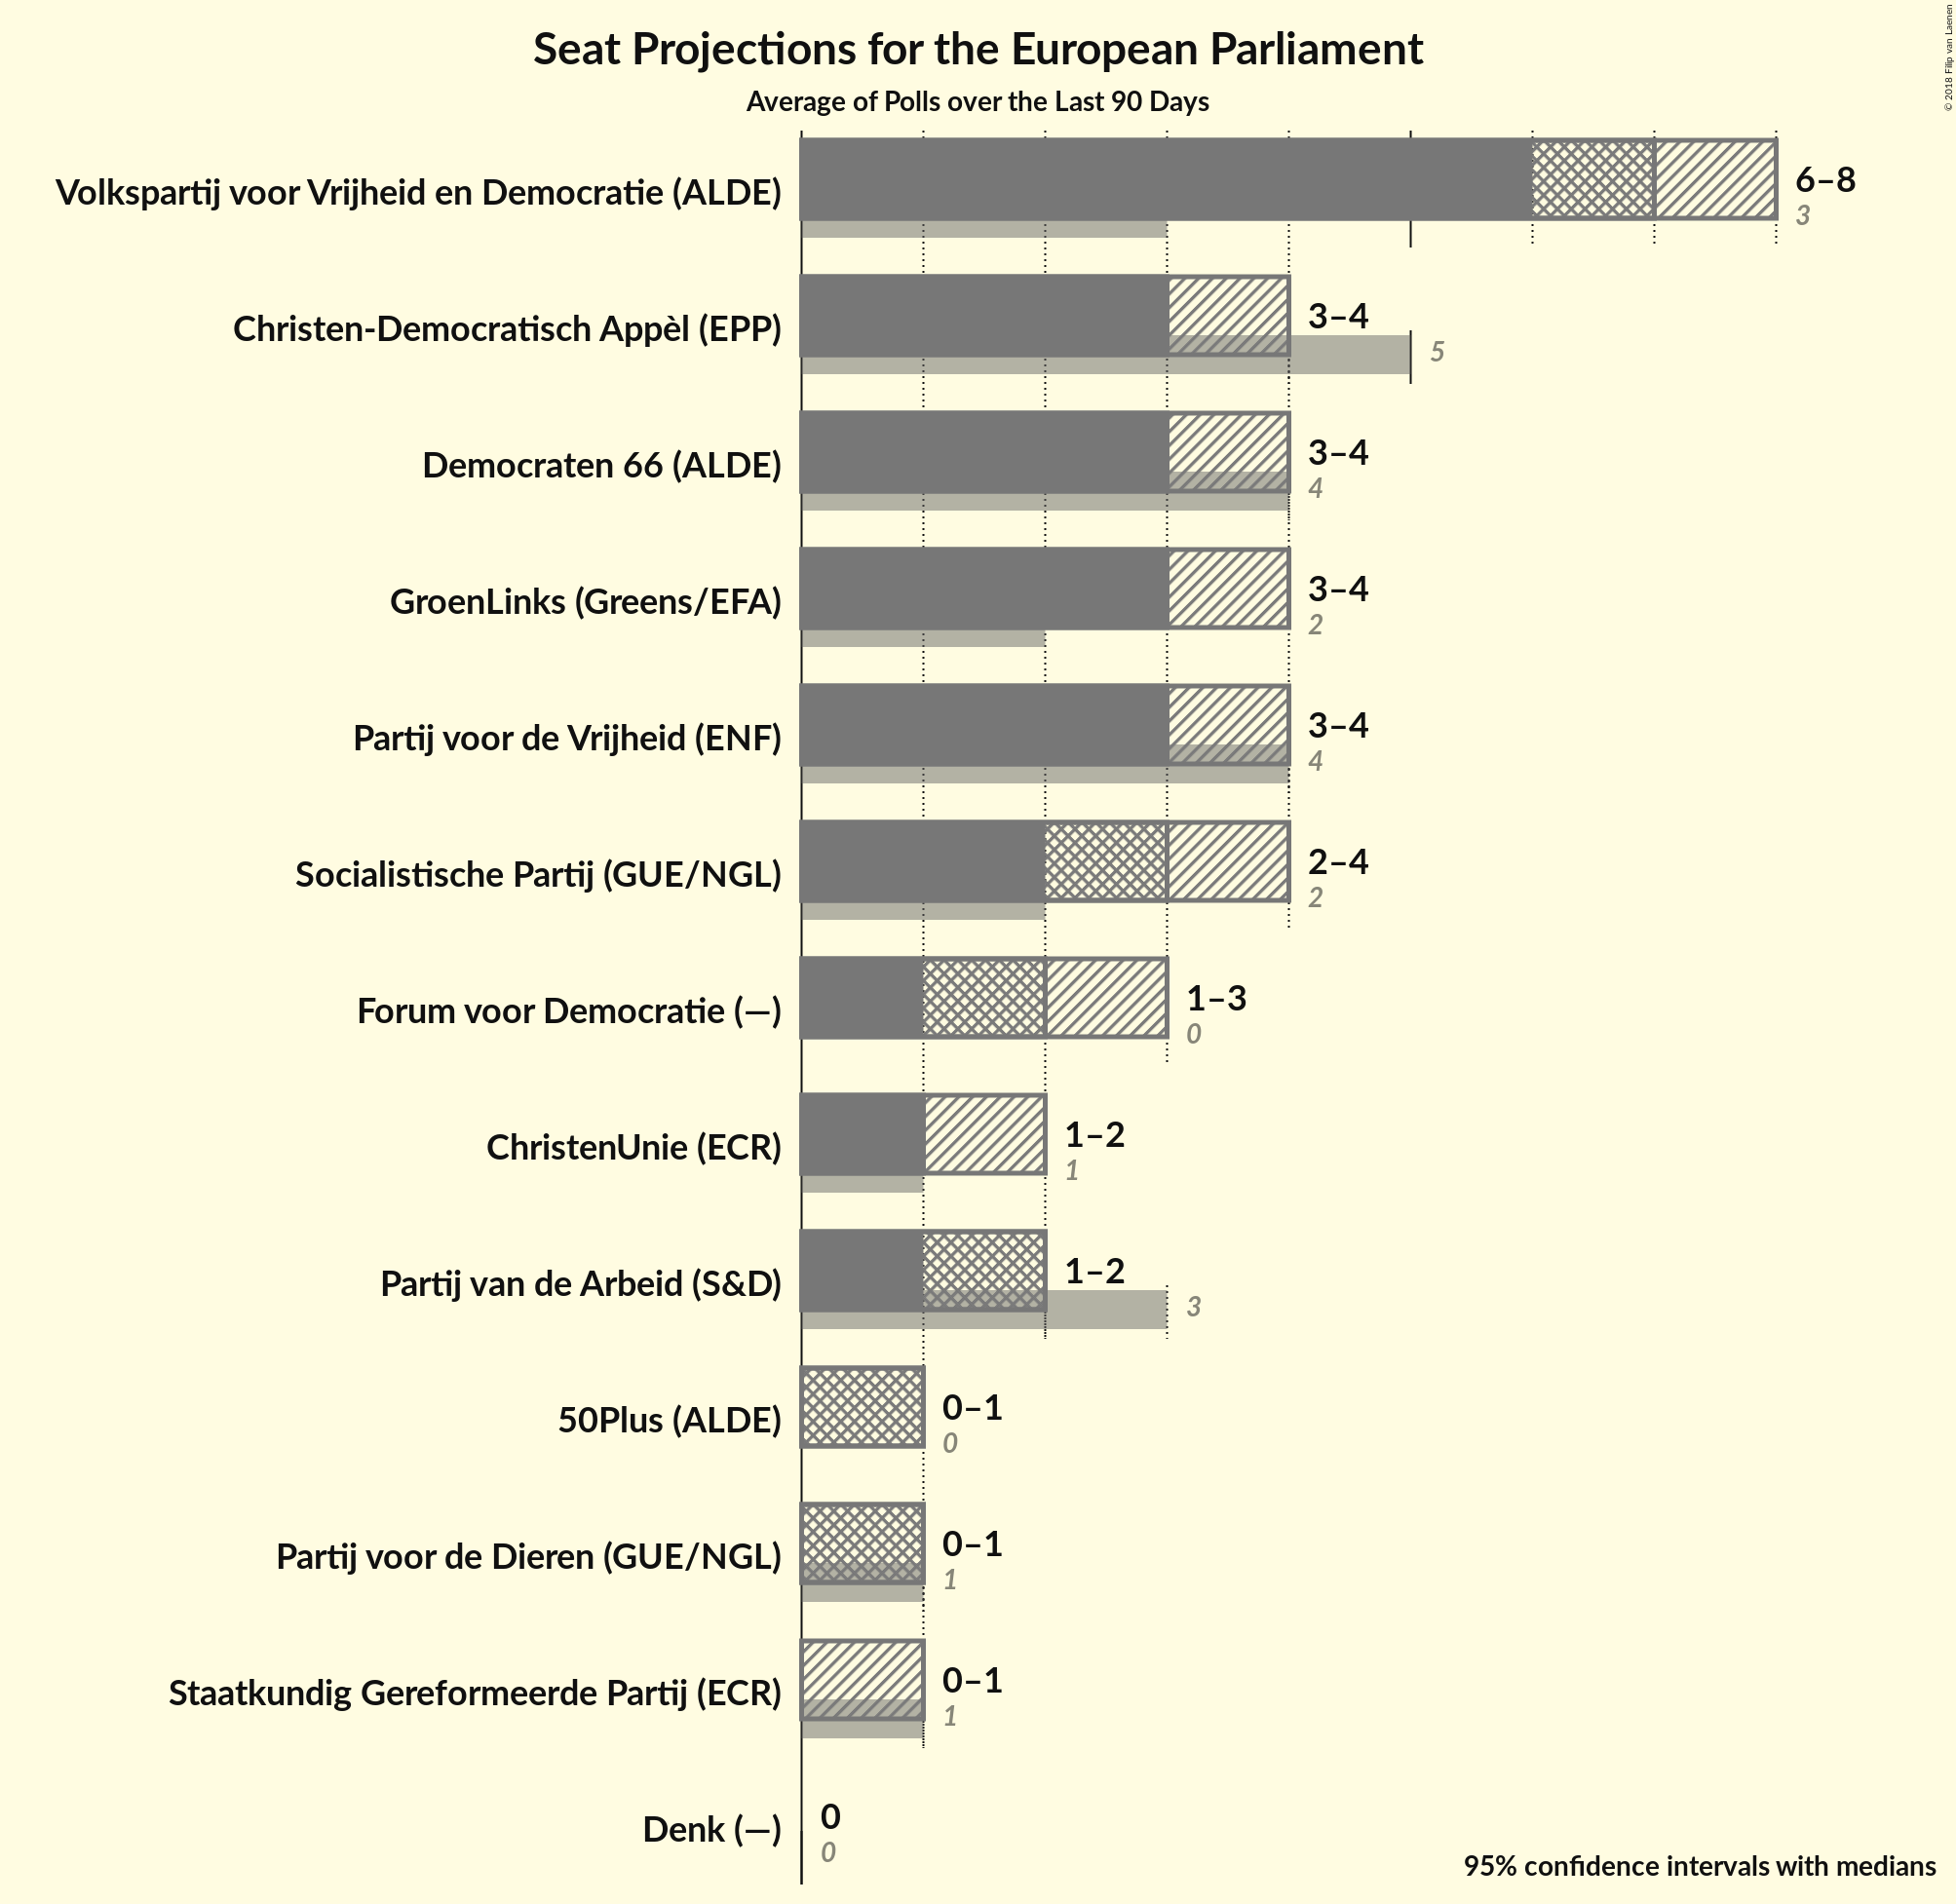 Seat Projections for the European Parliament
Average of Polls over the Last 90 Days
© 2018 Filip van Laenen
Volkspartij voor Vrijheid en Democratie (ALDE)
6–8
3
Christen-Democratisch Appèl (EPP)
3–4
5
Democraten 66 (ALDE)
3–4
4
GroenLinks (Greens/EFA)
3–4
2
Partij voor de Vrijheid (ENF)
3–4
4
Socialistische Partij (GUE/NGL)
2–4
2
Forum voor Democratie (—)
1–3
0
ChristenUnie (ECR)
1–2
1
Partij van de Arbeid (S&D)
1–2
3
50Plus (ALDE)
0–1
0
Partij voor de Dieren (GUE/NGL)
0–1
1
Staatkundig Gereformeerde Partij (ECR)
0–1
1
Denk (—)
0
0
95% confidence intervals with medians